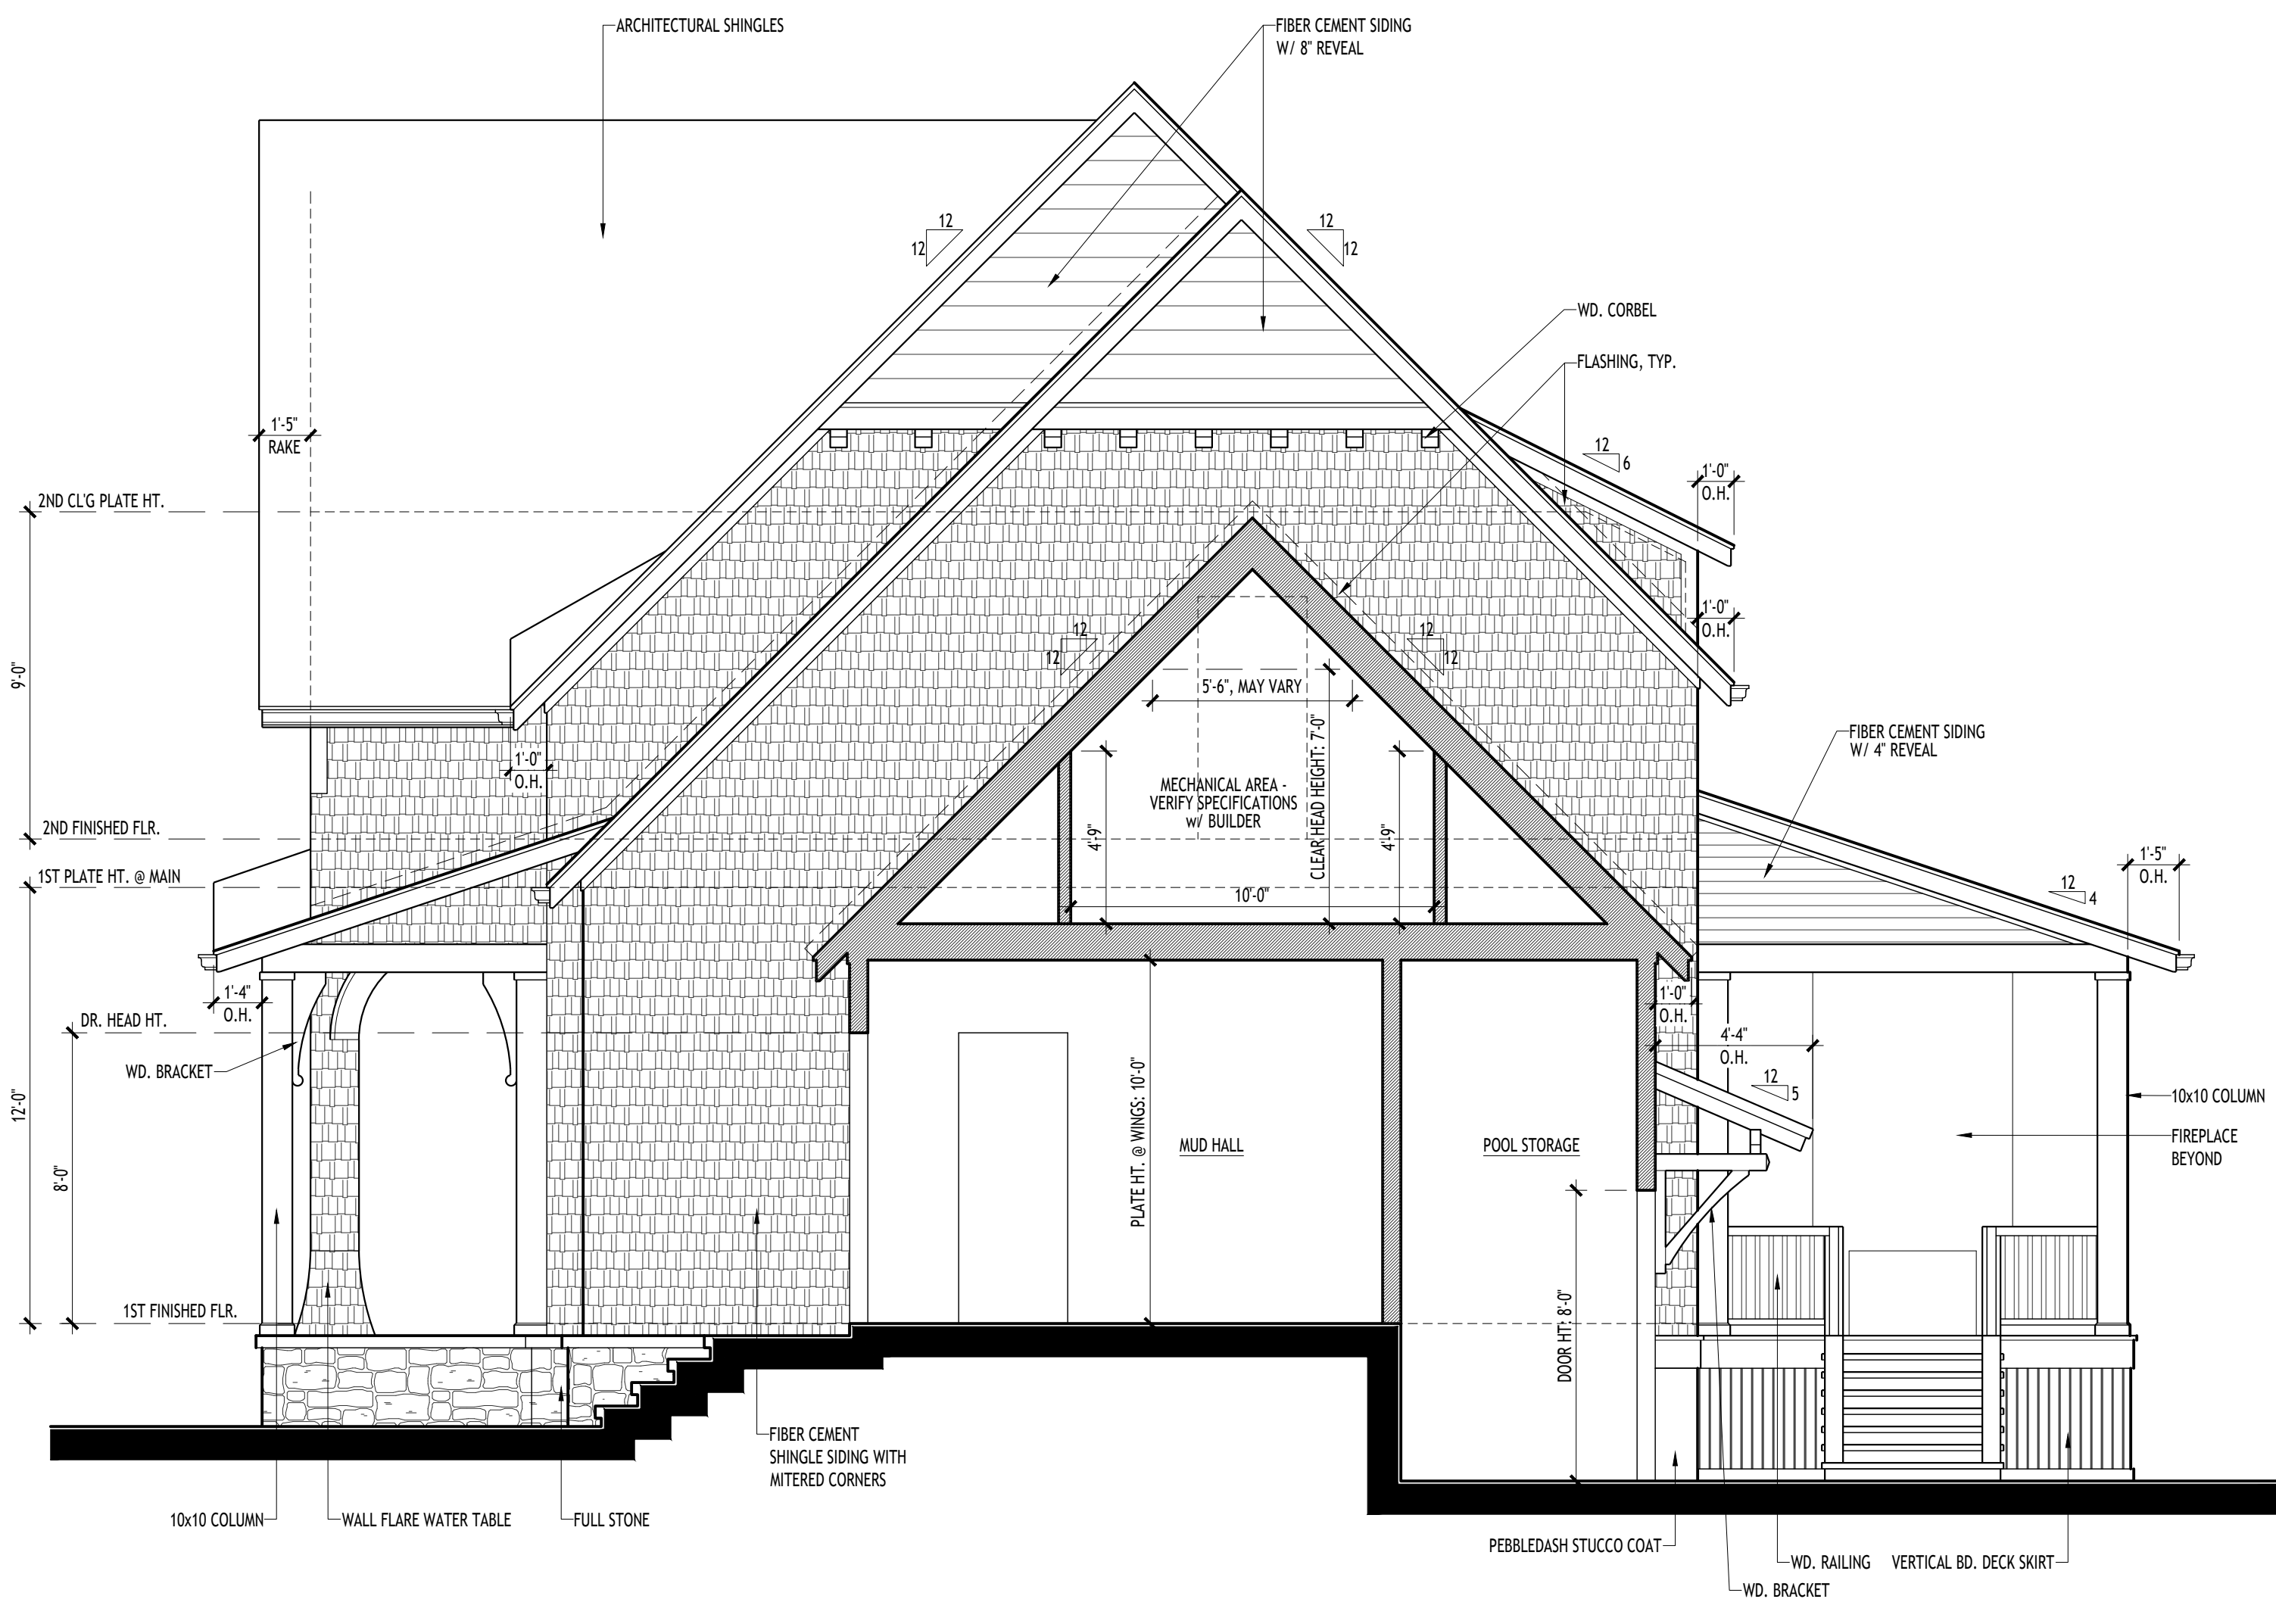 ARCHITECTURAL SHINGLES
FIBER CEMENT SIDING
W/ 8" REVEAL
12
12
12
12
WD. CORBEL
FLASHING, TYP.
1'-5"
RAKE
12
6
1'-0"
O.H.
2ND CL'G PLATE HT.
1'-0"
O.H.
12
12
12
12
9'-0"
5'-6", MAY VARY
CLEAR HEAD HEIGHT: 7'-0"
FIBER CEMENT SIDING
W/ 4" REVEAL
1'-0"
O.H.
MECHANICAL AREA -
VERIFY SPECIFICATIONS
w/ BUILDER
4'-9"
4'-9"
2ND FINISHED FLR.
1'-5"
O.H.
1ST PLATE HT. @ MAIN
10'-0"
12
4
1'-4"
O.H.
1'-0"
O.H.
DR. HEAD HT.
4'-4"
O.H.
WD. BRACKET
12
5
10x10 COLUMN
12'-0"
8'-0"
PLATE HT. @ WINGS: 10'-0"
MUD HALL
POOL STORAGE
FIREPLACE
BEYOND
1ST FINISHED FLR.
DOOR HT: 8'-0"
FIBER CEMENT
SHINGLE SIDING WITH
MITERED CORNERS
10x10 COLUMN
WALL FLARE WATER TABLE
FULL STONE
PEBBLEDASH STUCCO COAT
WD. RAILING
VERTICAL BD. DECK SKIRT
WD. BRACKET